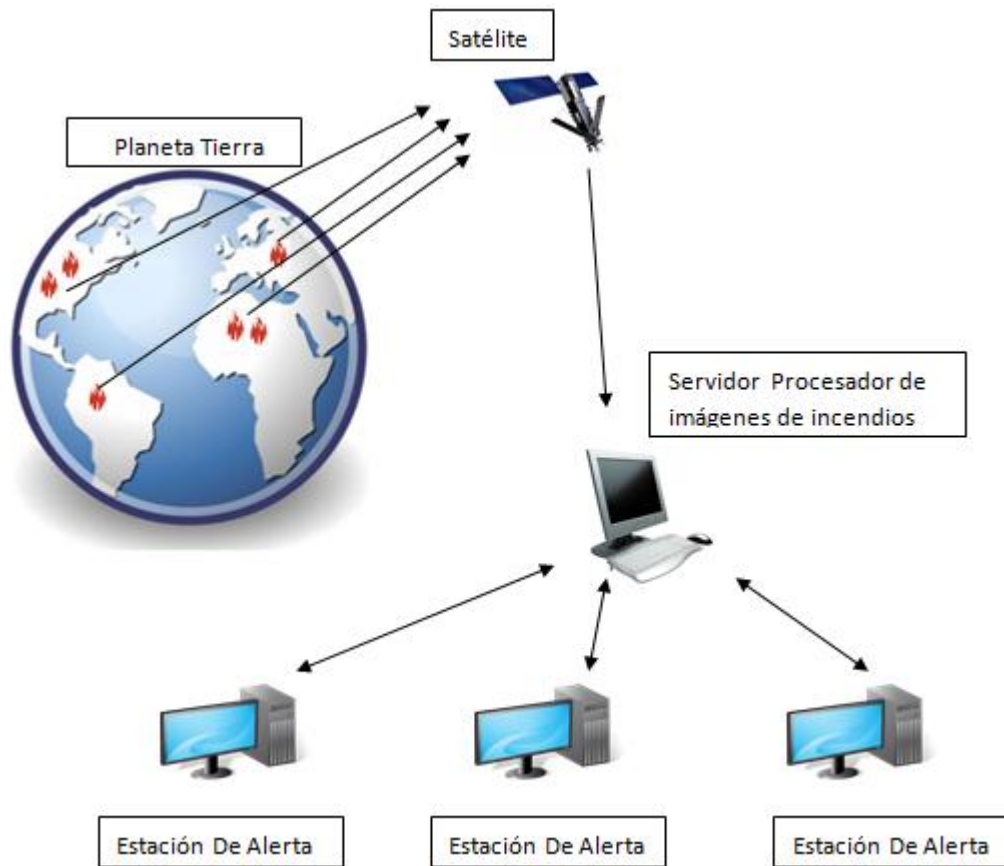 Satélite
Planeta Tierra
Servidor Procesador de
imágenes de incendios
Estación De Alerta
Estación De Alerta
Estación De Alerta